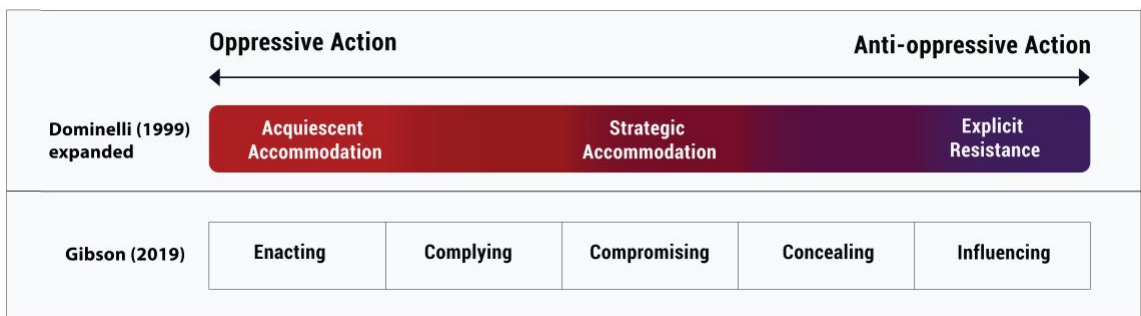 Oppressive Action Anti-oppressive Action
Dominelli (1999)
expanded
Acquiescent
Accommodation
Strategic
Accommodation
Explicit
Resistance
Gibson (2019) Enacting Complying Compromising Concealing Influencing